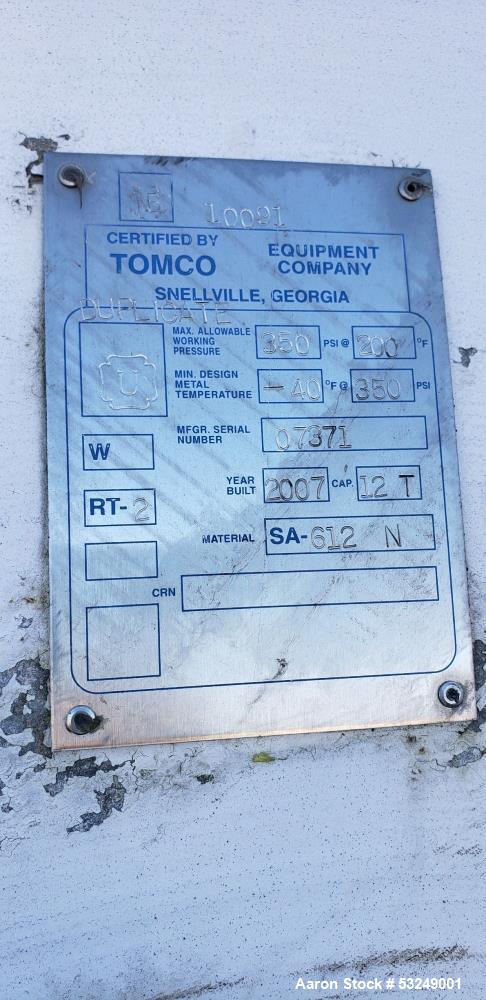 10091
CERTIFIED BY EQUIPMENT
TOMCO COMPANY
SNELLVILLE, GEORGIA
DUPLICATE
MAX. ALLOWABLE WORKING PRESSURE 350 PSI @ 200 °F
U
MIN. DESIGN METAL TEMPERATURE -40 °F @ 350 PSI
MFGR. SERIAL NUMBER 07371
W
YEAR BUILT 2007 CAP. 12 T
RT-2
MATERIAL SA-612 N
CRN
Aaron Stock # 53249001